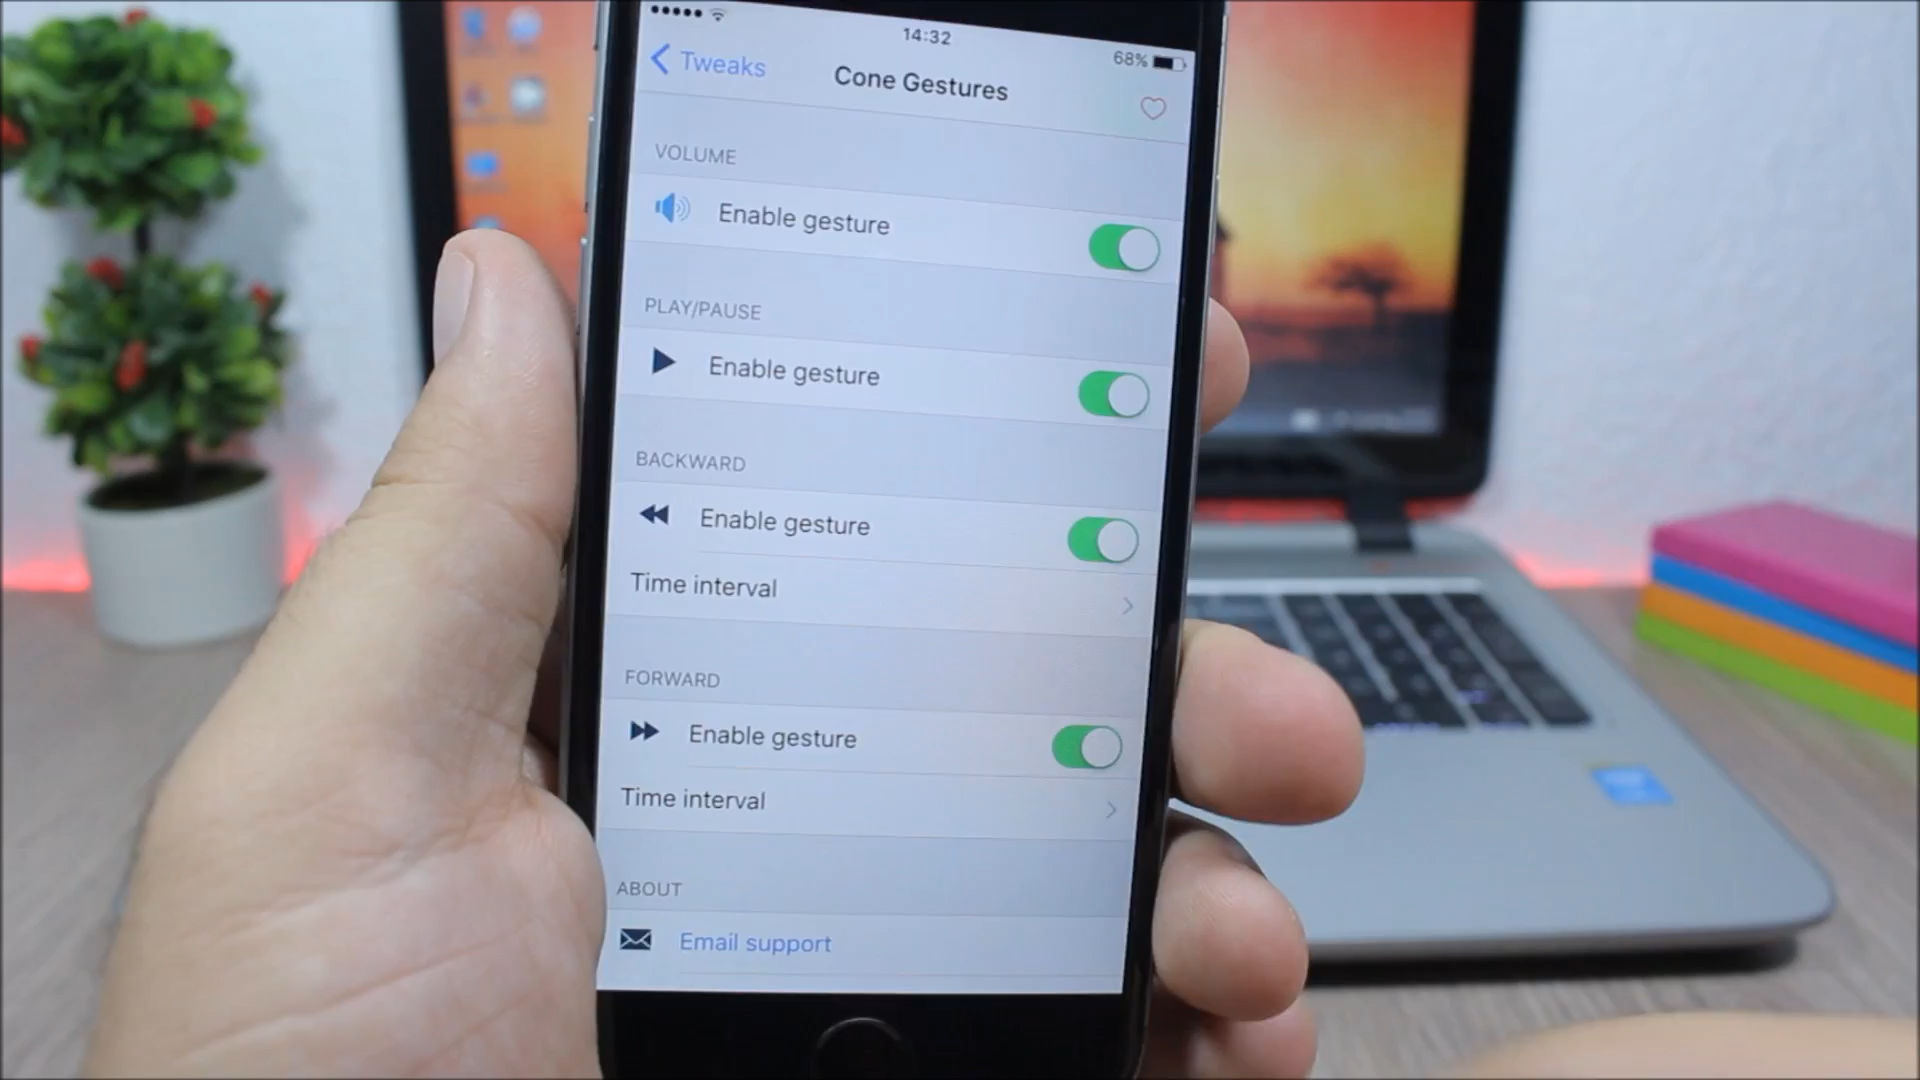 14:32
68%
Tweaks
Cone Gestures
VOLUME
Enable gesture
PLAY/PAUSE
Enable gesture
BACKWARD
Enable gesture
Time interval
FORWARD
Enable gesture
Time interval
ABOUT
Email support